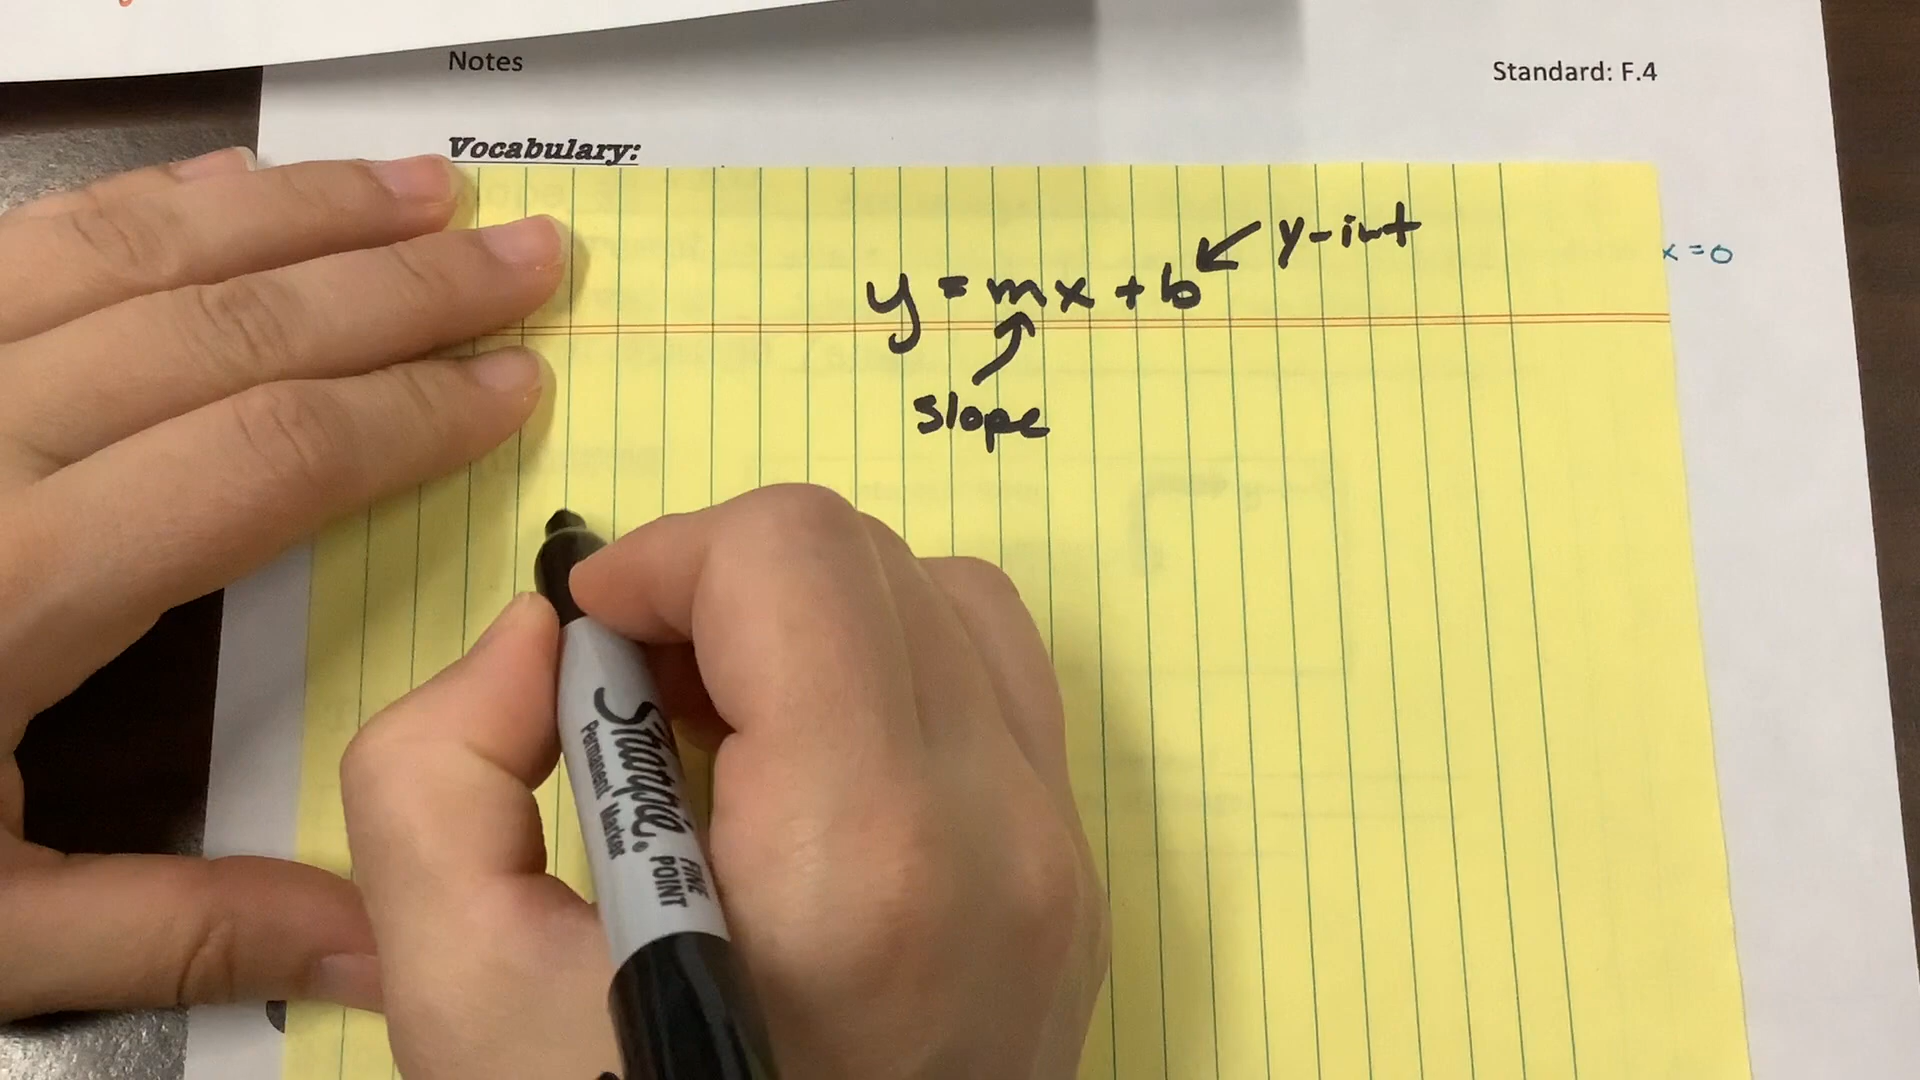 Notes
Standard: F.4
Vocabulary:
y-int
y = mx + b
x = 0
slope
Sharpie.
Permanent Marker
FINE
POINT